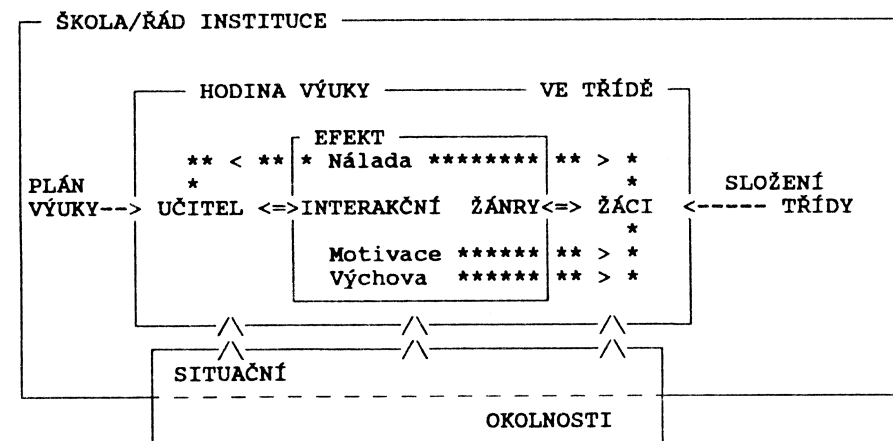 ŠKOLA/ŘÁD INSTITUCE
HODINA VÝUKY VE TŘÍDĚ
EFEKT
** < ** * Nálada ******** ** > *
* *
PLÁN SLOŽENÍ
VÝUKY--> UČITEL <=>INTERAKČNÍ ŽÁNRY<=> ŽÁCI <----- TŘÍDY
*
Motivace ****** ** > *
Výchova ****** ** > *
SITUAČNÍ
OKOLNOSTI